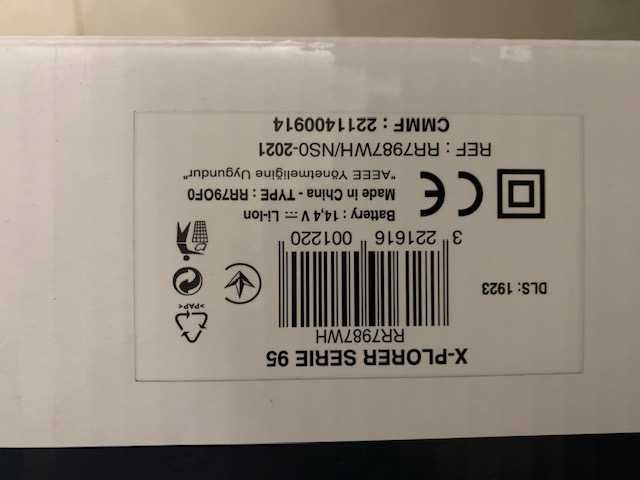 X-PLORER SERIE 95
RR7987WH
3 221616 001220
DLS: 1923
>PAP<
Battery : 14,4 V ⎓ Li-Ion
Made in China - TYPE : RR79OF0
"AEEE Yönetmeliğine Uygundur"
CE
REF : RR7987WH/NS0-2021
CMMF : 2211400914